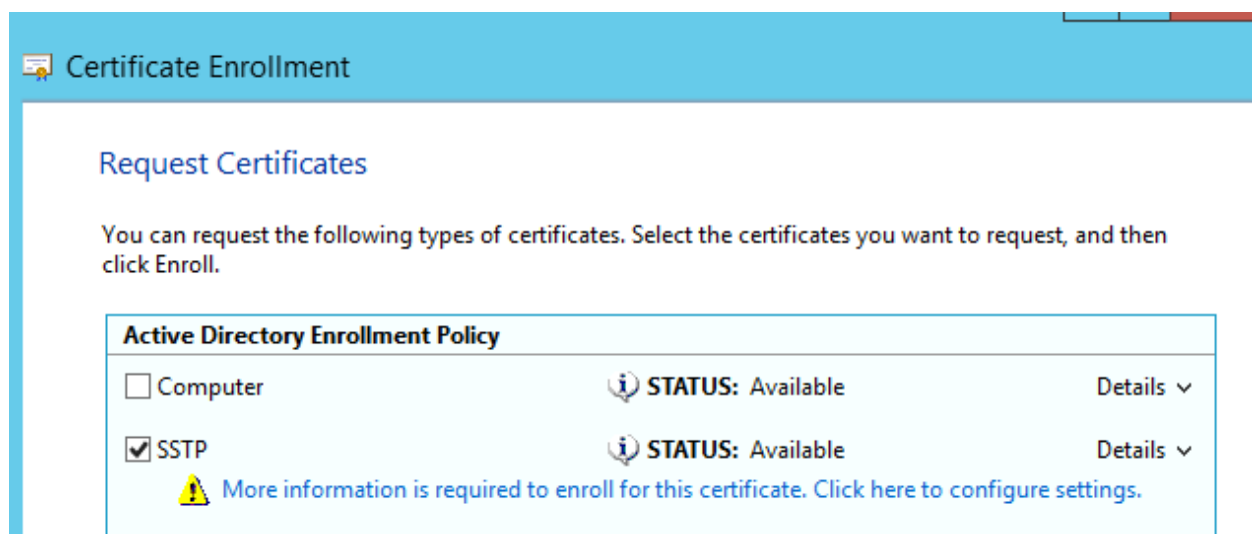 Certificate Enrollment
Request Certificates
You can request the following types of certificates. Select the certificates you want to request, and then
click Enroll.
Active Directory Enrollment Policy
Computer STATUS: Available Details
SSTP STATUS: Available Details
More information is required to enroll for this certificate. Click here to configure settings.